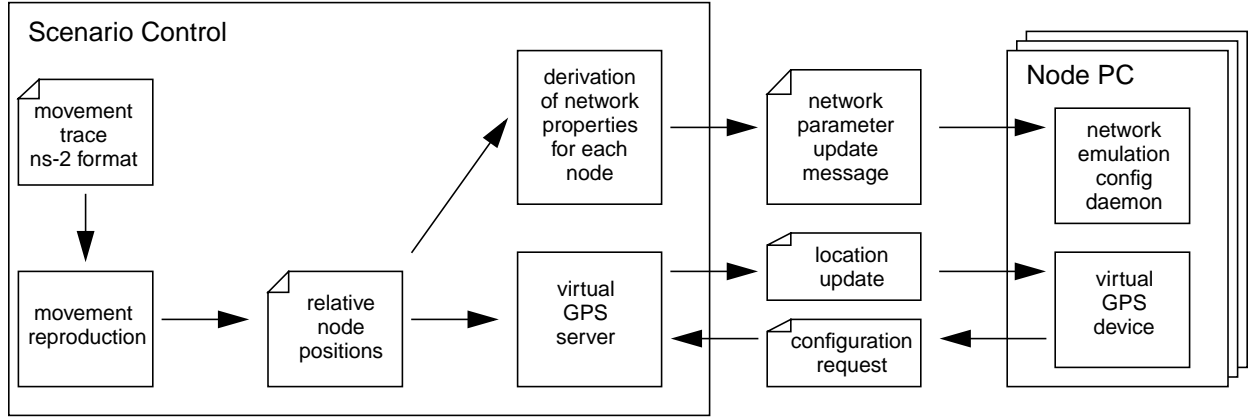 Scenario Control
movement
trace
ns-2 format
movement
reproduction
relative
node
positions
derivation
of network
properties
for each
node
virtual
GPS
server
network
parameter
update
message
location
update
configuration
request
Node PC
network
emulation
config
daemon
virtual
GPS
device